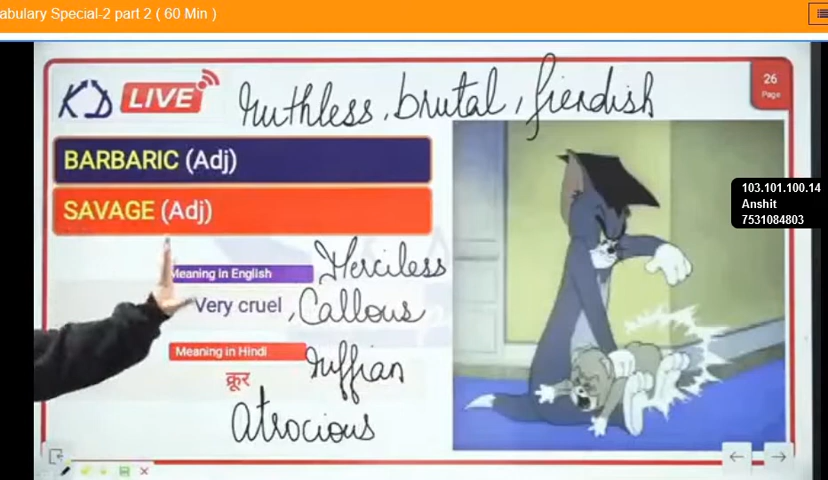 abulary Special-2 part 2 ( 60 Min )
KD LIVE
ruthless, brutal, fiendish
26
Page
BARBARIC (Adj)
SAVAGE (Adj)
103.101.100.14
Anshit
7531084803
Meaning in English
Merciless
Very cruel , Callous
Meaning in Hindi
ruffian
क्रूर
atrocious